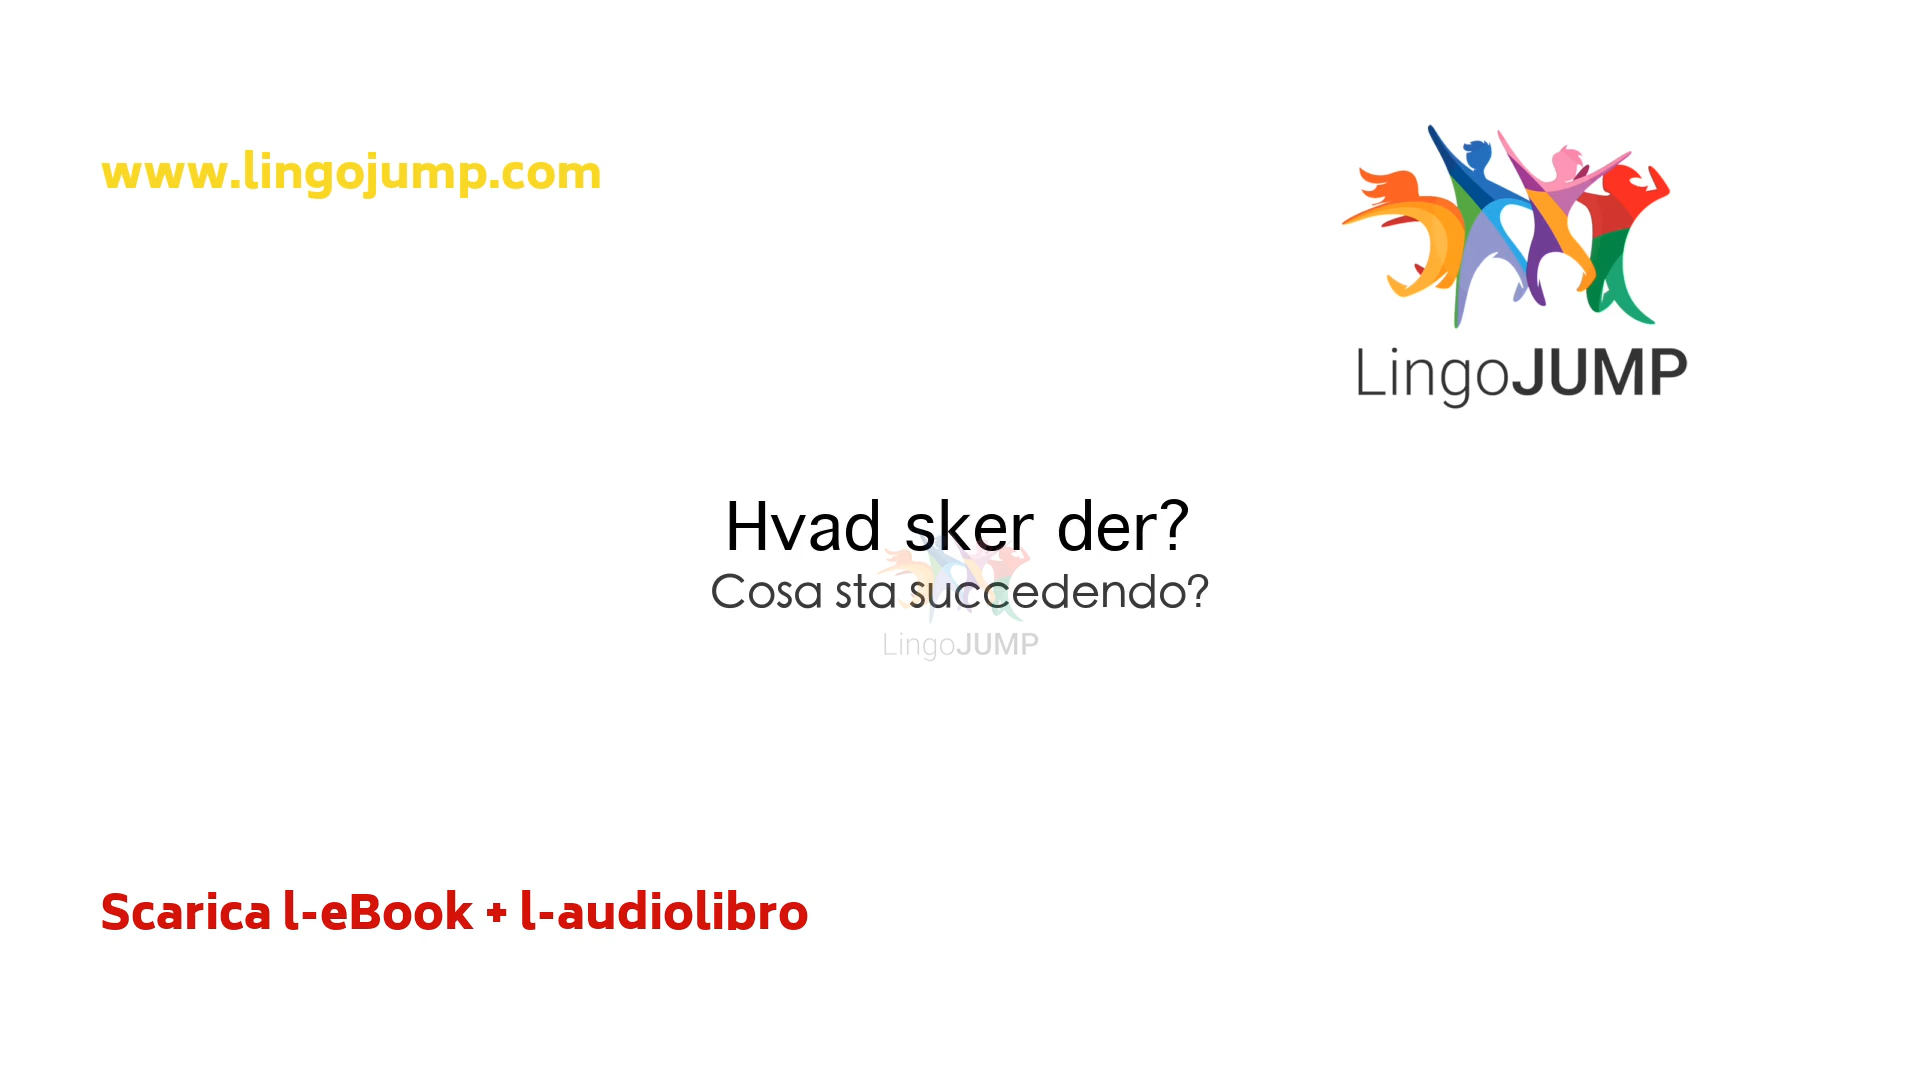 www.lingojump.com
LingoJUMP
Hvad sker der?
Cosa sta succedendo?
LingoJUMP
Scarica l-eBook + l-audiolibro